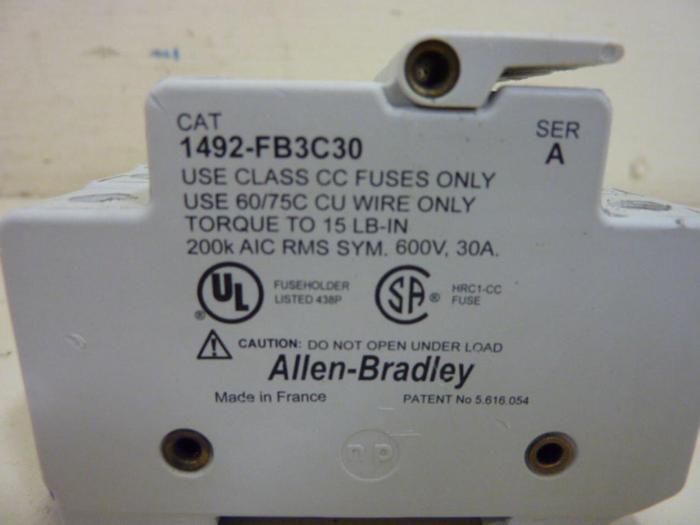 CAT
1492-FB3C30
SER
A
USE CLASS CC FUSES ONLY
USE 60/75C CU WIRE ONLY
TORQUE TO 15 LB-IN
200k AIC RMS SYM. 600V, 30A.
UL ®
FUSEHOLDER
LISTED 438P
SA ®
HRC1-CC
FUSE
CAUTION: DO NOT OPEN UNDER LOAD
Allen-Bradley
Made in France
PATENT No 5.616.054
np